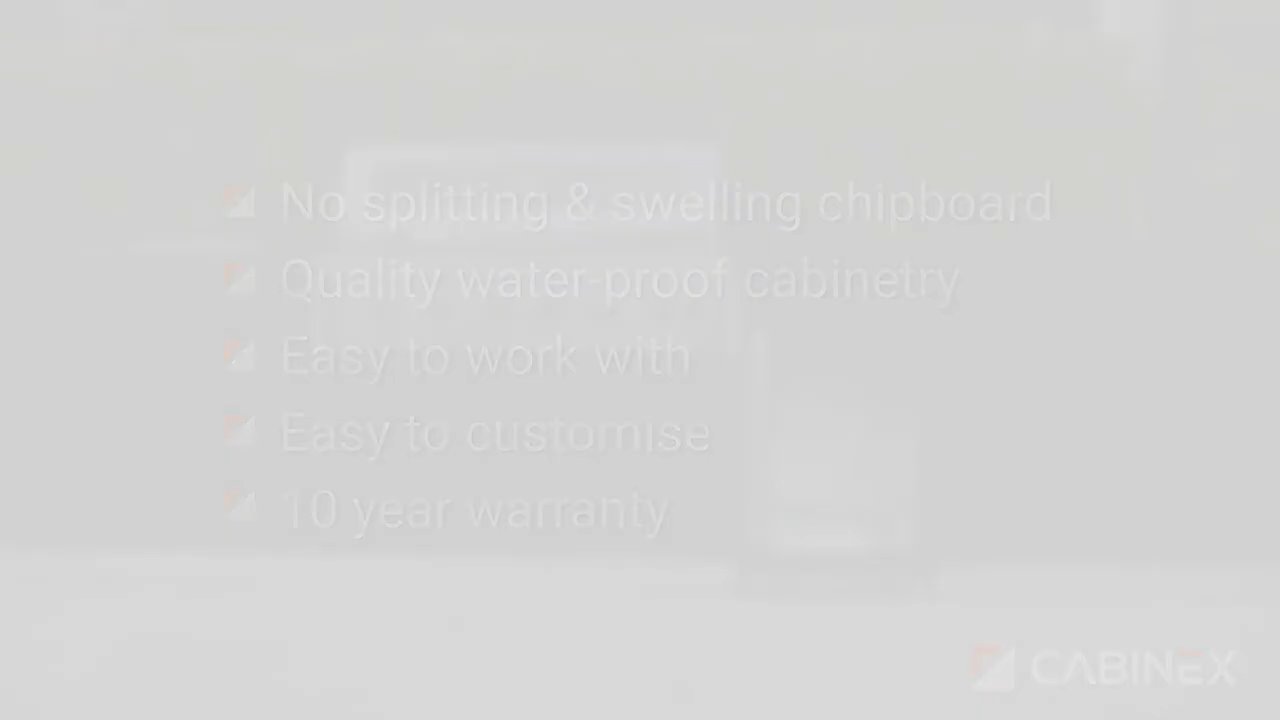 No splitting & swelling chipboard
Quality water-proof cabinetry
Easy to work with
Easy to customise
10 year warranty
CABINEX